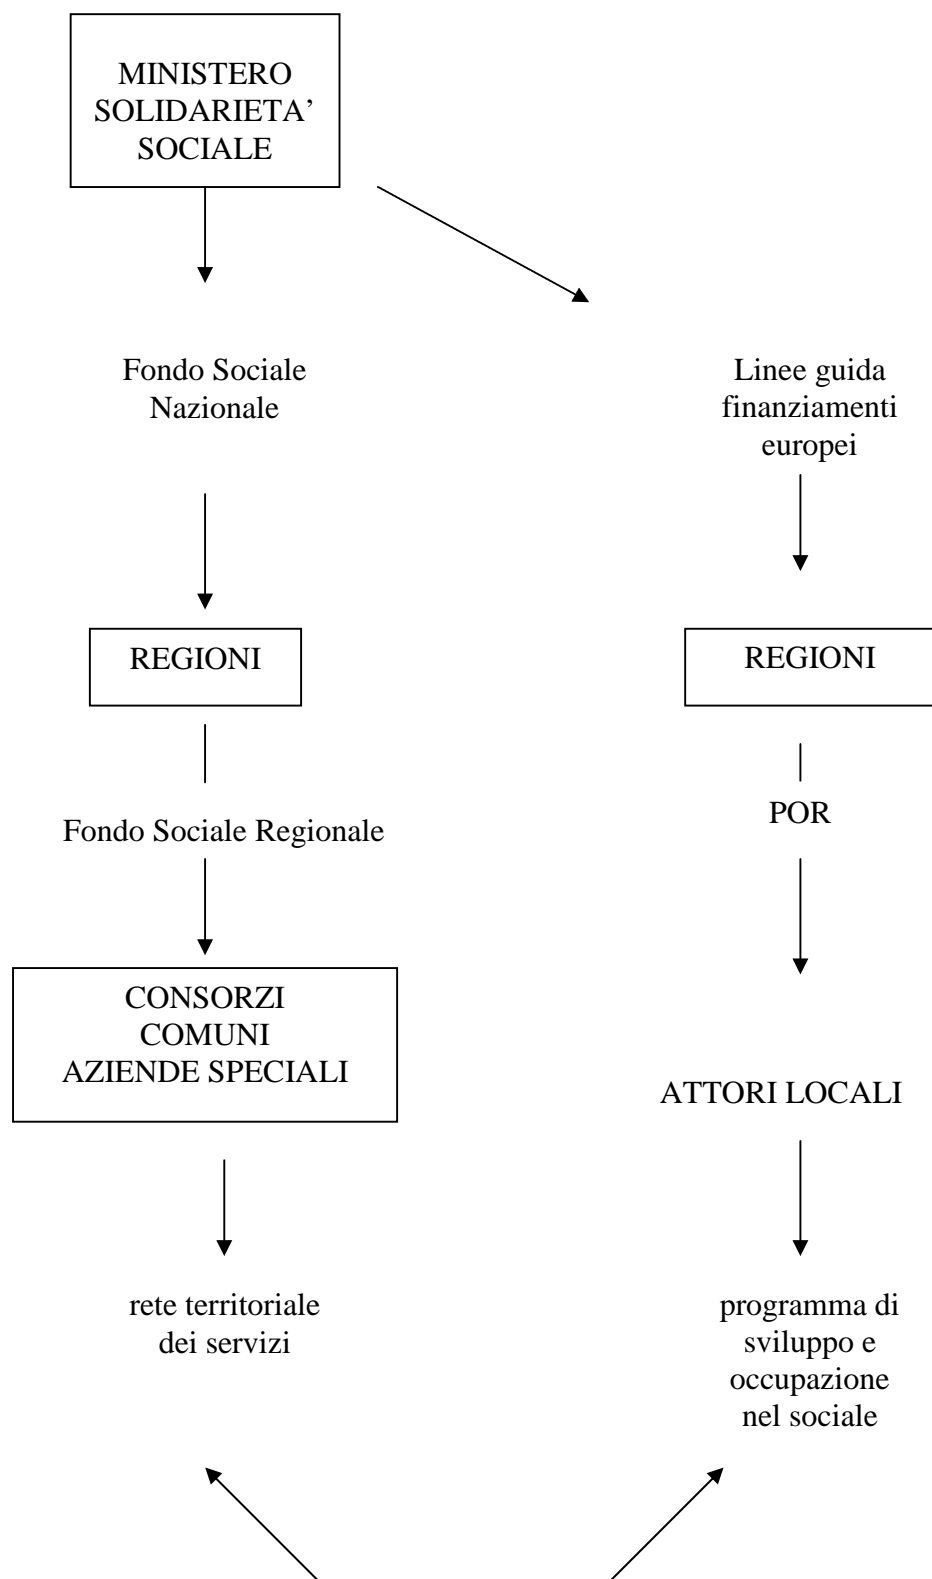 MINISTERO
SOLIDARIETA’
SOCIALE
Fondo Sociale
Nazionale
Linee guida
finanziamenti
europei
REGIONI
REGIONI
Fondo Sociale Regionale
POR
CONSORZI
COMUNI
AZIENDE SPECIALI
ATTORI LOCALI
rete territoriale
dei servizi
programma di
sviluppo e
occupazione
nel sociale